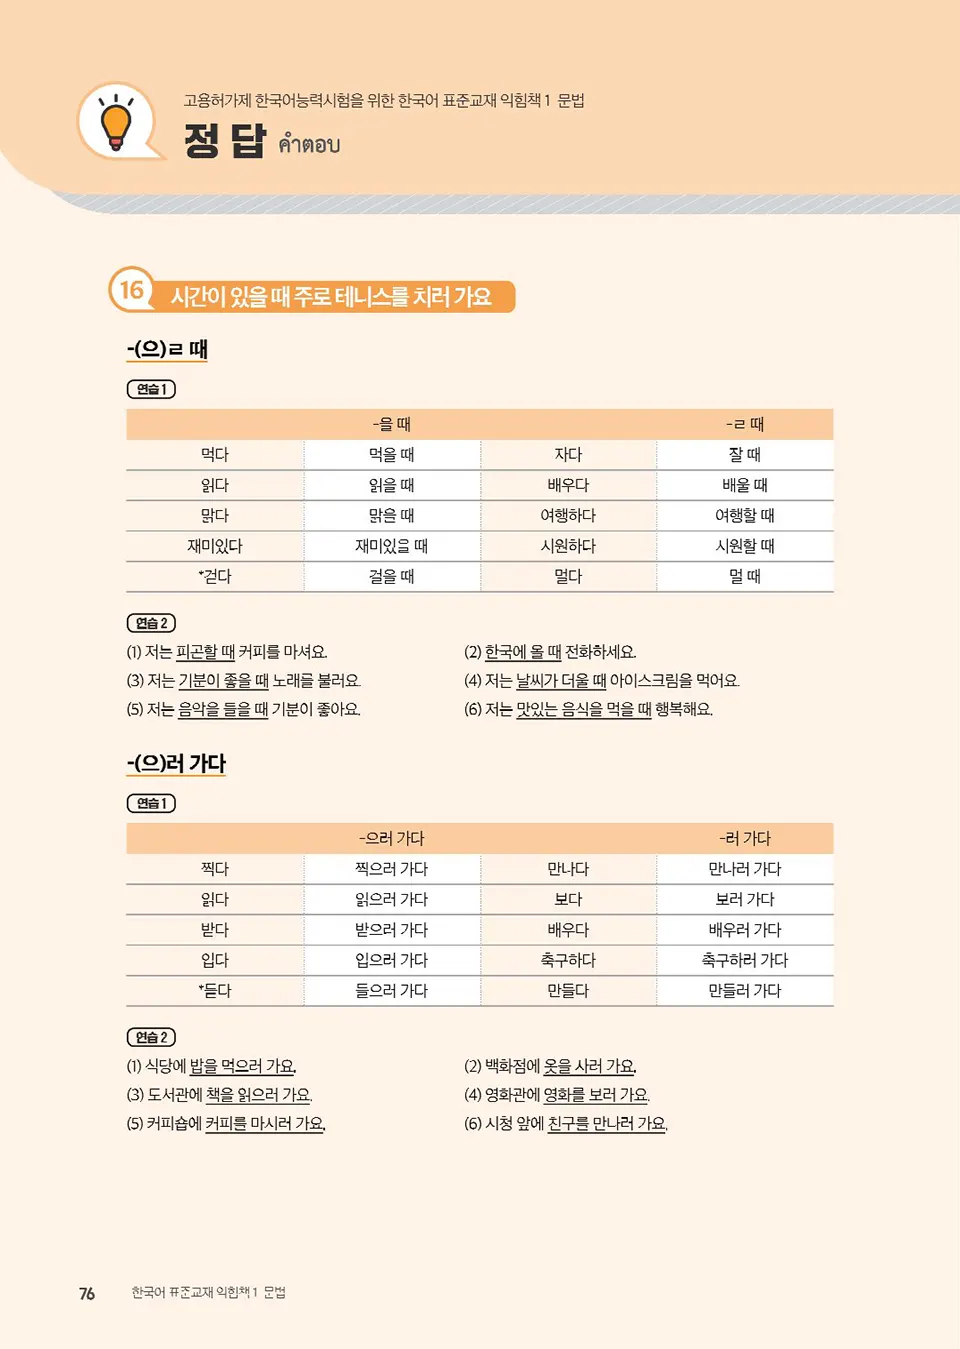 고용허가제 한국어능력시험을 위한 한국어 표준교재 익힘책 1 문법
정답 คำตอบ
16 시간이 있을 때 주로 테니스를 치러 가요
-(으)ㄹ 때
연습 1
-을 때 -ㄹ 때
먹다 먹을 때 자다 잘 때
읽다 읽을 때 배우다 배울 때
맑다 맑을 때 여행하다 여행할 때
재미있다 재미있을 때 시원하다 시원할 때
*걷다 걸을 때 멀다 멀 때
연습 2
(1) 저는 피곤할 때 커피를 마셔요. (2) 한국에 올 때 전화하세요.
(3) 저는 기분이 좋을 때 노래를 불러요. (4) 저는 날씨가 더울 때 아이스크림을 먹어요.
(5) 저는 음악을 들을 때 기분이 좋아요. (6) 저는 맛있는 음식을 먹을 때 행복해요.
-(으)러 가다
연습 1
-으러 가다 -러 가다
찍다 찍으러 가다 만나다 만나러 가다
읽다 읽으러 가다 보다 보러 가다
받다 받으러 가다 배우다 배우러 가다
입다 입으러 가다 축구하다 축구하러 가다
*듣다 들으러 가다 만들다 만들러 가다
연습 2
(1) 식당에 밥을 먹으러 가요. (2) 백화점에 옷을 사러 가요.
(3) 도서관에 책을 읽으러 가요. (4) 영화관에 영화를 보러 가요.
(5) 커피숍에 커피를 마시러 가요. (6) 시청 앞에 친구를 만나러 가요.
76 한국어 표준교재 익힘책 1 문법